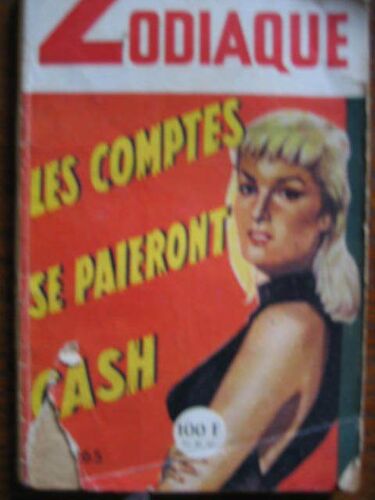 ZODIAQUE
LES COMPTES
SE PAIERONT
CASH
100 F